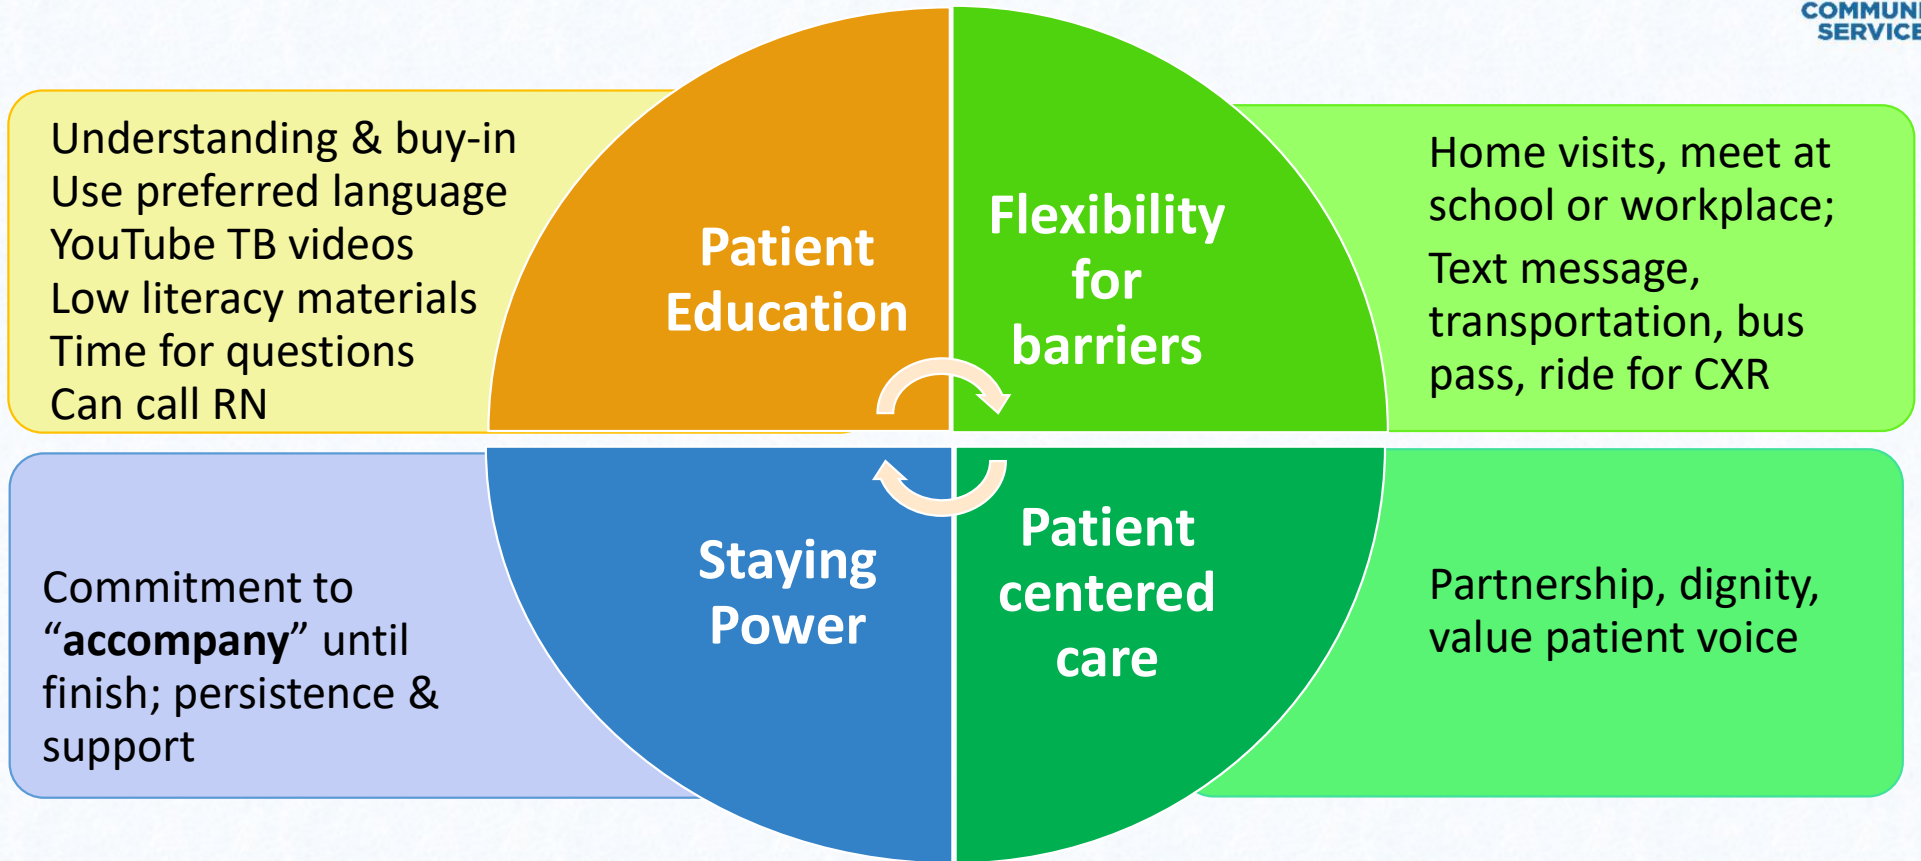 Understanding & buy-in
Use preferred language
YouTube TB videos
Low literacy materials
Time for questions
Can call RN
Patient
Education
Flexibility
for
barriers
Home visits, meet at
school or workplace;
Text message,
transportation, bus
pass, ride for CXR
Commitment to
“accompany” until
finish; persistence &
support
Staying
Power
Patient
centered
care
Partnership, dignity,
value patient voice